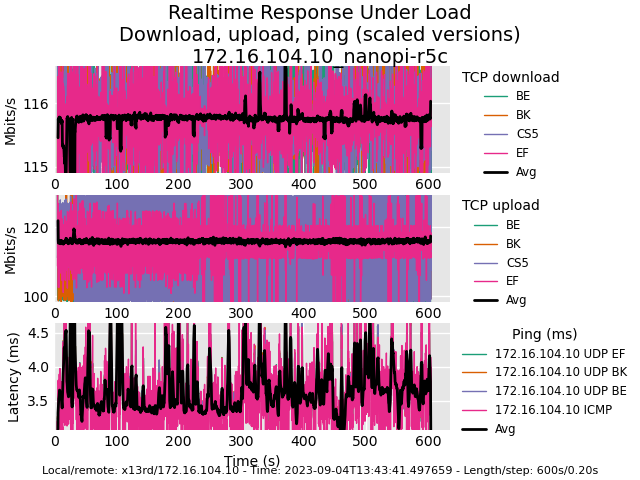 Realtime Response Under Load
Download, upload, ping (scaled versions)
172.16.104.10_nanopi-r5c
Mbits/s
116
115
0 100 200 300 400 500 600
TCP download
BE
BK
CS5
EF
Avg
Mbits/s
120
100
0 100 200 300 400 500 600
TCP upload
BE
BK
CS5
EF
Avg
Latency (ms)
4.5
4.0
3.5
0 100 200 300 400 500 600
Time (s)
Ping (ms)
172.16.104.10 UDP EF
172.16.104.10 UDP BK
172.16.104.10 UDP BE
172.16.104.10 ICMP
Avg
Local/remote: x13rd/172.16.104.10 - Time: 2023-09-04T13:43:41.497659 - Length/step: 600s/0.20s